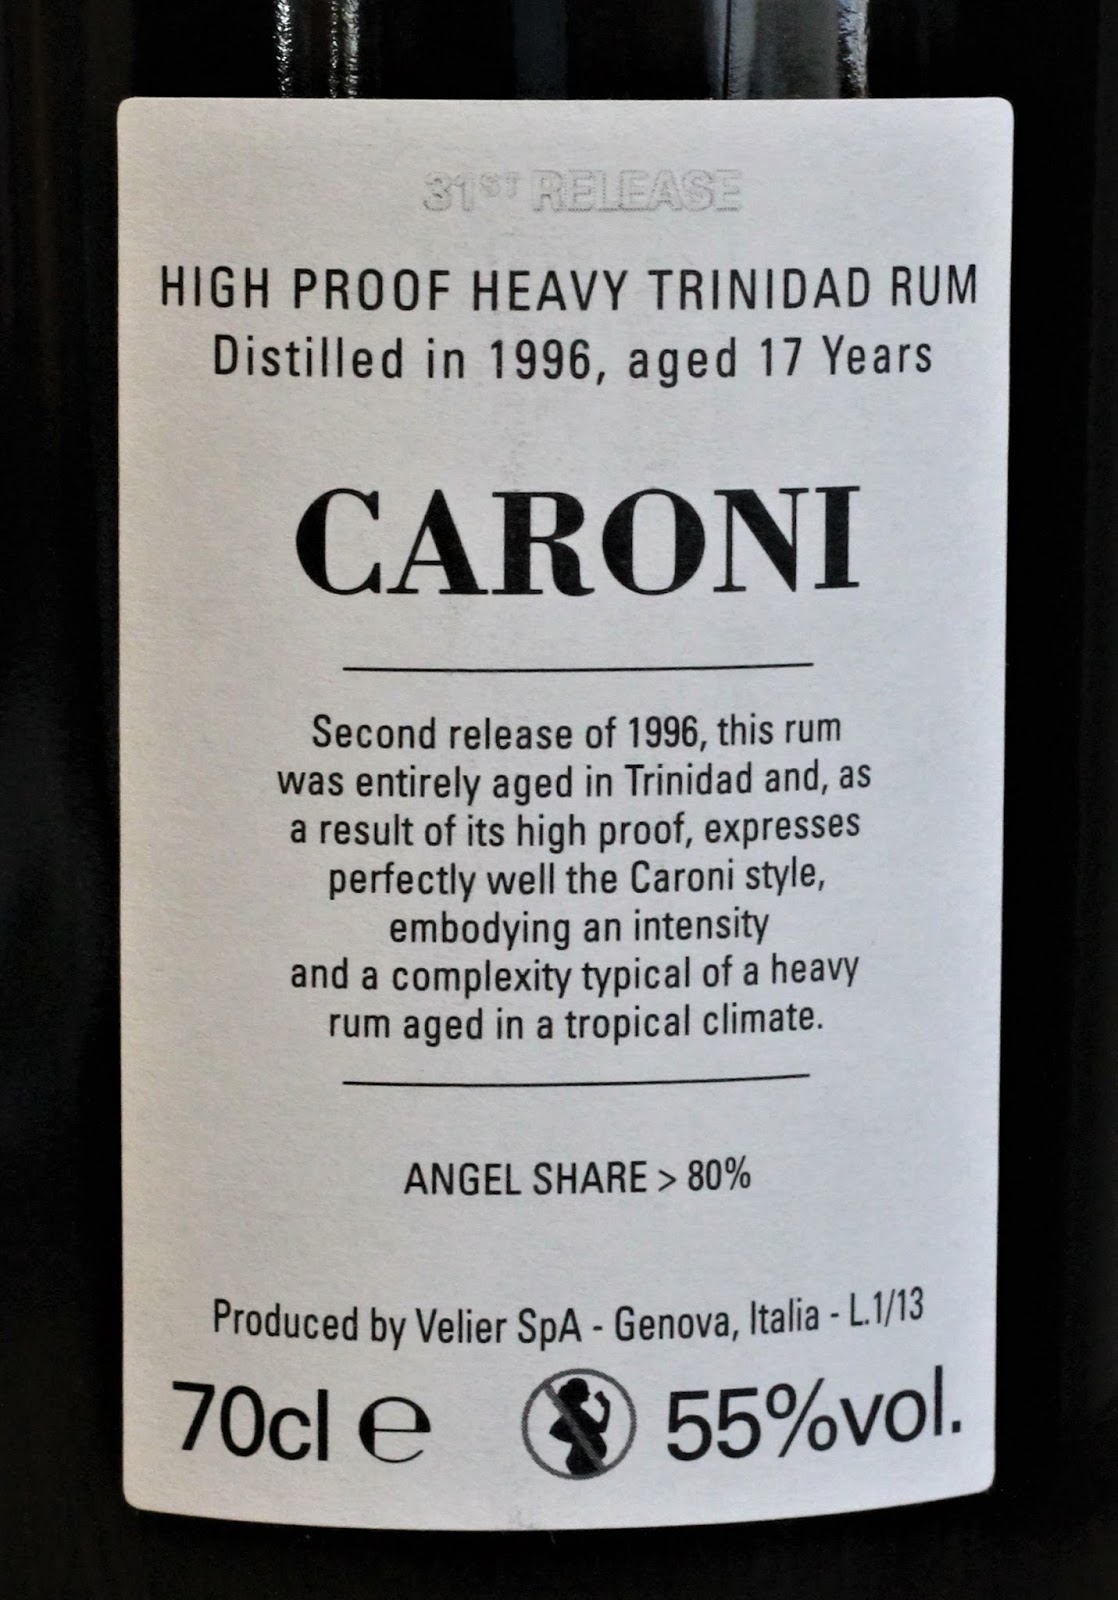 31ST RELEASE
HIGH PROOF HEAVY TRINIDAD RUM
Distilled in 1996, aged 17 Years
CARONI
Second release of 1996, this rum
was entirely aged in Trinidad and, as
a result of its high proof, expresses
perfectly well the Caroni style,
embodying an intensity
and a complexity typical of a heavy
rum aged in a tropical climate.
ANGEL SHARE > 80%
Produced by Velier SpA - Genova, Italia - L.1/13
70cl ℮ 55%vol.